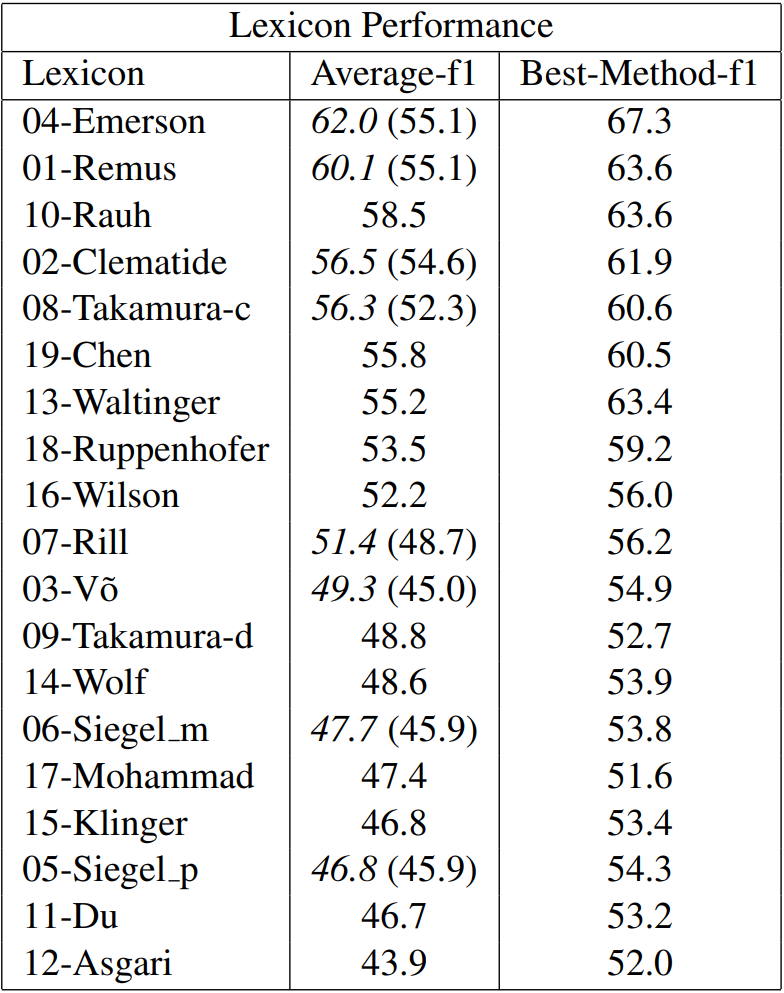 Lexicon Performance
Lexicon Average-f1 Best-Method-f1
04-Emerson 62.0 (55.1) 67.3
01-Remus 60.1 (55.1) 63.6
10-Rauh 58.5 63.6
02-Clematide 56.5 (54.6) 61.9
08-Takamura-c 56.3 (52.3) 60.6
19-Chen 55.8 60.5
13-Waltinger 55.2 63.4
18-Ruppenhofer 53.5 59.2
16-Wilson 52.2 56.0
07-Rill 51.4 (48.7) 56.2
03-Võ 49.3 (45.0) 54.9
09-Takamura-d 48.8 52.7
14-Wolf 48.6 53.9
06-Siegel_m 47.7 (45.9) 53.8
17-Mohammad 47.4 51.6
15-Klinger 46.8 53.4
05-Siegel_p 46.8 (45.9) 54.3
11-Du 46.7 53.2
12-Asgari 43.9 52.0